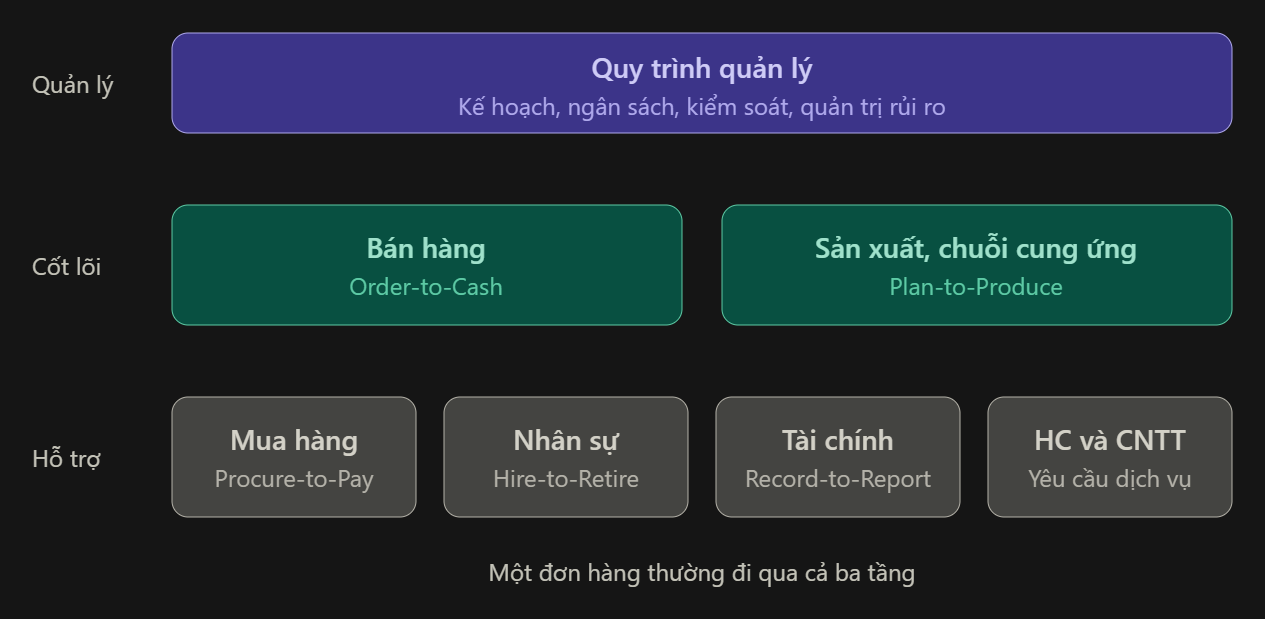 Quản lý
Quy trình quản lý
Kế hoạch, ngân sách, kiểm soát, quản trị rủi ro
Cốt lõi
Bán hàng
Order-to-Cash
Sản xuất, chuỗi cung ứng
Plan-to-Produce
Hỗ trợ
Mua hàng
Procure-to-Pay
Nhân sự
Hire-to-Retire
Tài chính
Record-to-Report
HC và CNTT
Yêu cầu dịch vụ
Một đơn hàng thường đi qua cả ba tầng